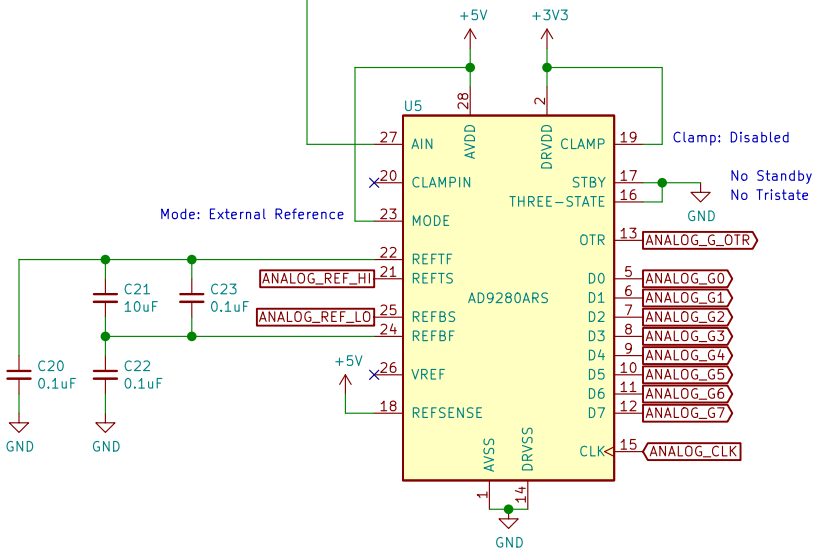 +5V
+3V3
U5
28
2
AVDD
DRVDD
27
AIN
CLAMP
19
Clamp: Disabled
20
CLAMPIN
STBY
17
No Standby
THREE-STATE
16
No Tristate
GND
Mode: External Reference
23
MODE
OTR
13
ANALOG_G_OTR
22
REFTF
ANALOG_REF_HI
21
REFTS
D0
5
ANALOG_G0
C21
10uF
C23
0.1uF
AD9280ARS
D1
6
ANALOG_G1
ANALOG_REF_LO
25
REFBS
D2
7
ANALOG_G2
24
REFBF
D3
8
ANALOG_G3
D4
9
ANALOG_G4
C20
0.1uF
C22
0.1uF
+5V
26
VREF
D5
10
ANALOG_G5
D6
11
ANALOG_G6
18
REFSENSE
D7
12
ANALOG_G7
GND
GND
CLK
15
ANALOG_CLK
AVSS
DRVSS
1
14
GND